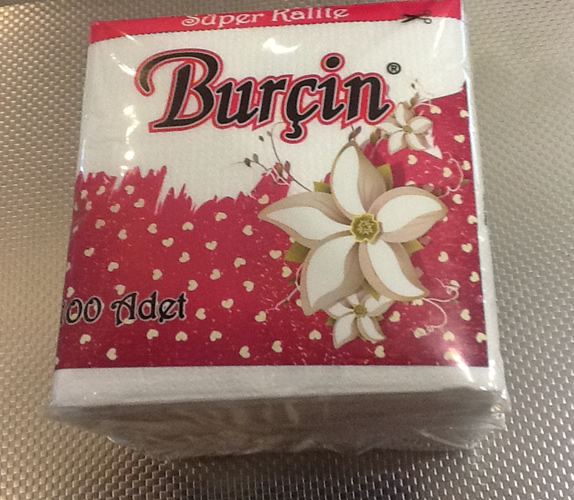 Süper Kalite
Burçin®
00 Adet